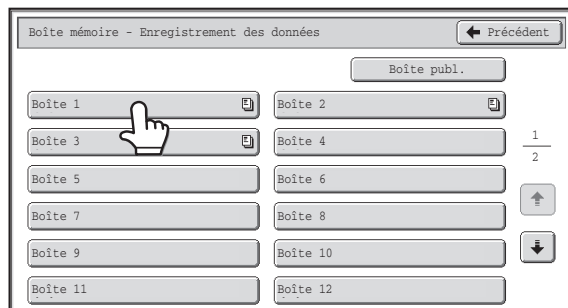 Boîte mémoire - Enregistrement des données
Précédent
Boîte publ.
Boîte 1
Boîte 2
Boîte 3
Boîte 4
1
2
Boîte 5
Boîte 6
Boîte 7
Boîte 8
Boîte 9
Boîte 10
Boîte 11
Boîte 12